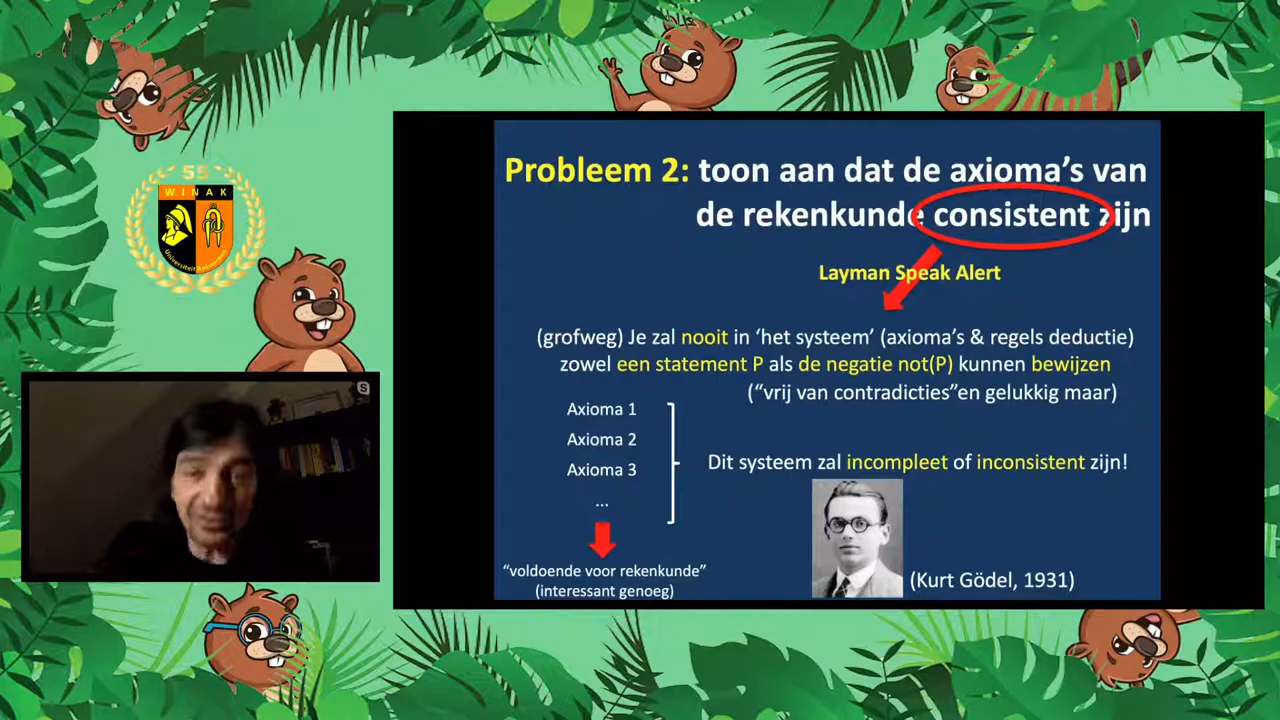 55
WINAK
Universiteit Antwerpen
Probleem 2: toon aan dat de axioma’s van
de rekenkunde consistent zijn
Layman Speak Alert
(grofweg) Je zal nooit in ‘het systeem’ (axioma’s & regels deductie)
zowel een statement P als de negatie not(P) kunnen bewijzen
(“vrij van contradicties”en gelukkig maar)
Axioma 1
Axioma 2
Axioma 3
...
Dit systeem zal incompleet of inconsistent zijn!
“voldoende voor rekenkunde”
(interessant genoeg)
(Kurt Gödel, 1931)
S